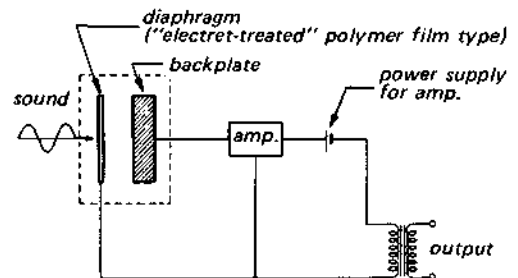 diaphragm
("electret-treated" polymer film type)
backplate
power supply
for amp.
sound
amp.
output